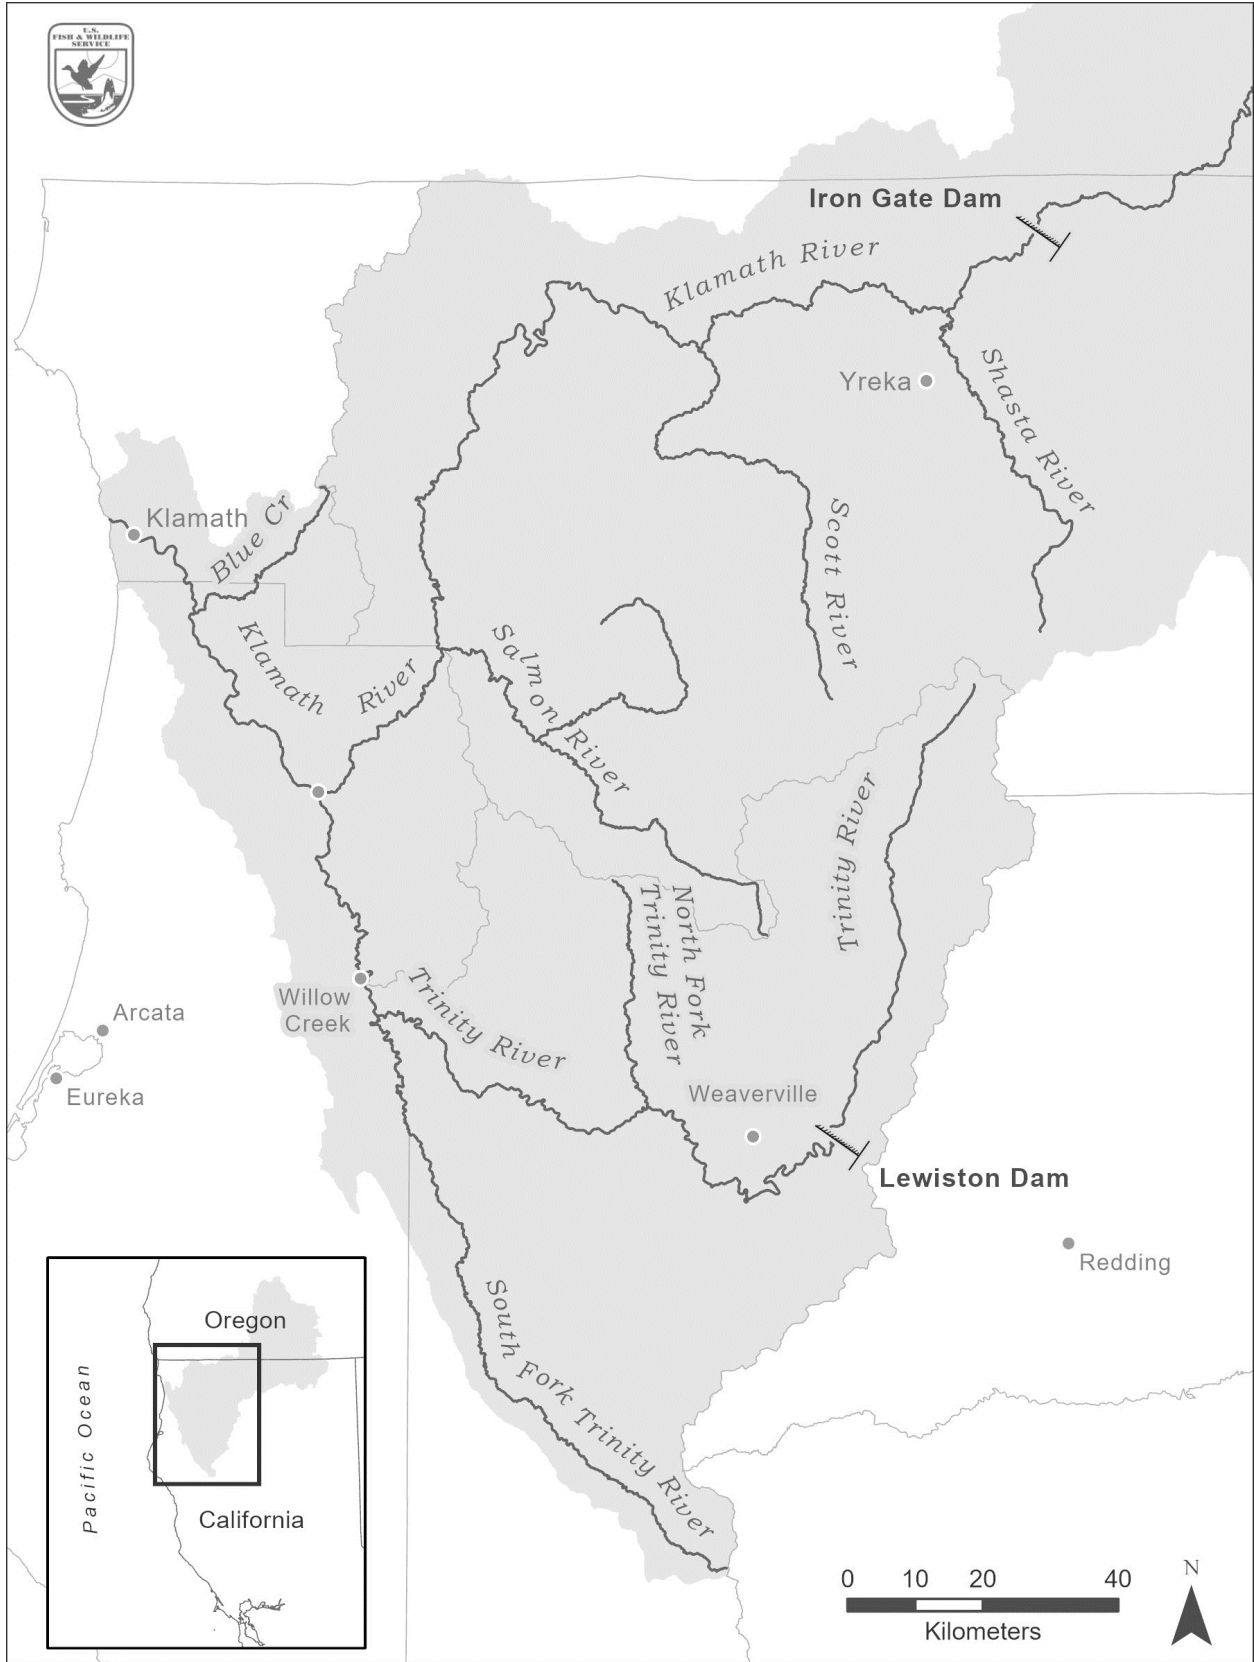 U.S.
FISH & WILDLIFE
SERVICE
Iron Gate Dam
Klamath River
Yreka
Shasta River
Klamath
Blue Cr
Scott River
Klamath River
Salmon River
Trinity River
North Fork
Trinity River
Willow
Creek
Trinity River
Arcata
Eureka
Weaverville
Lewiston Dam
Redding
South Fork Trinity River
Oregon
Pacific Ocean
California
N
0 10 20 40
Kilometers